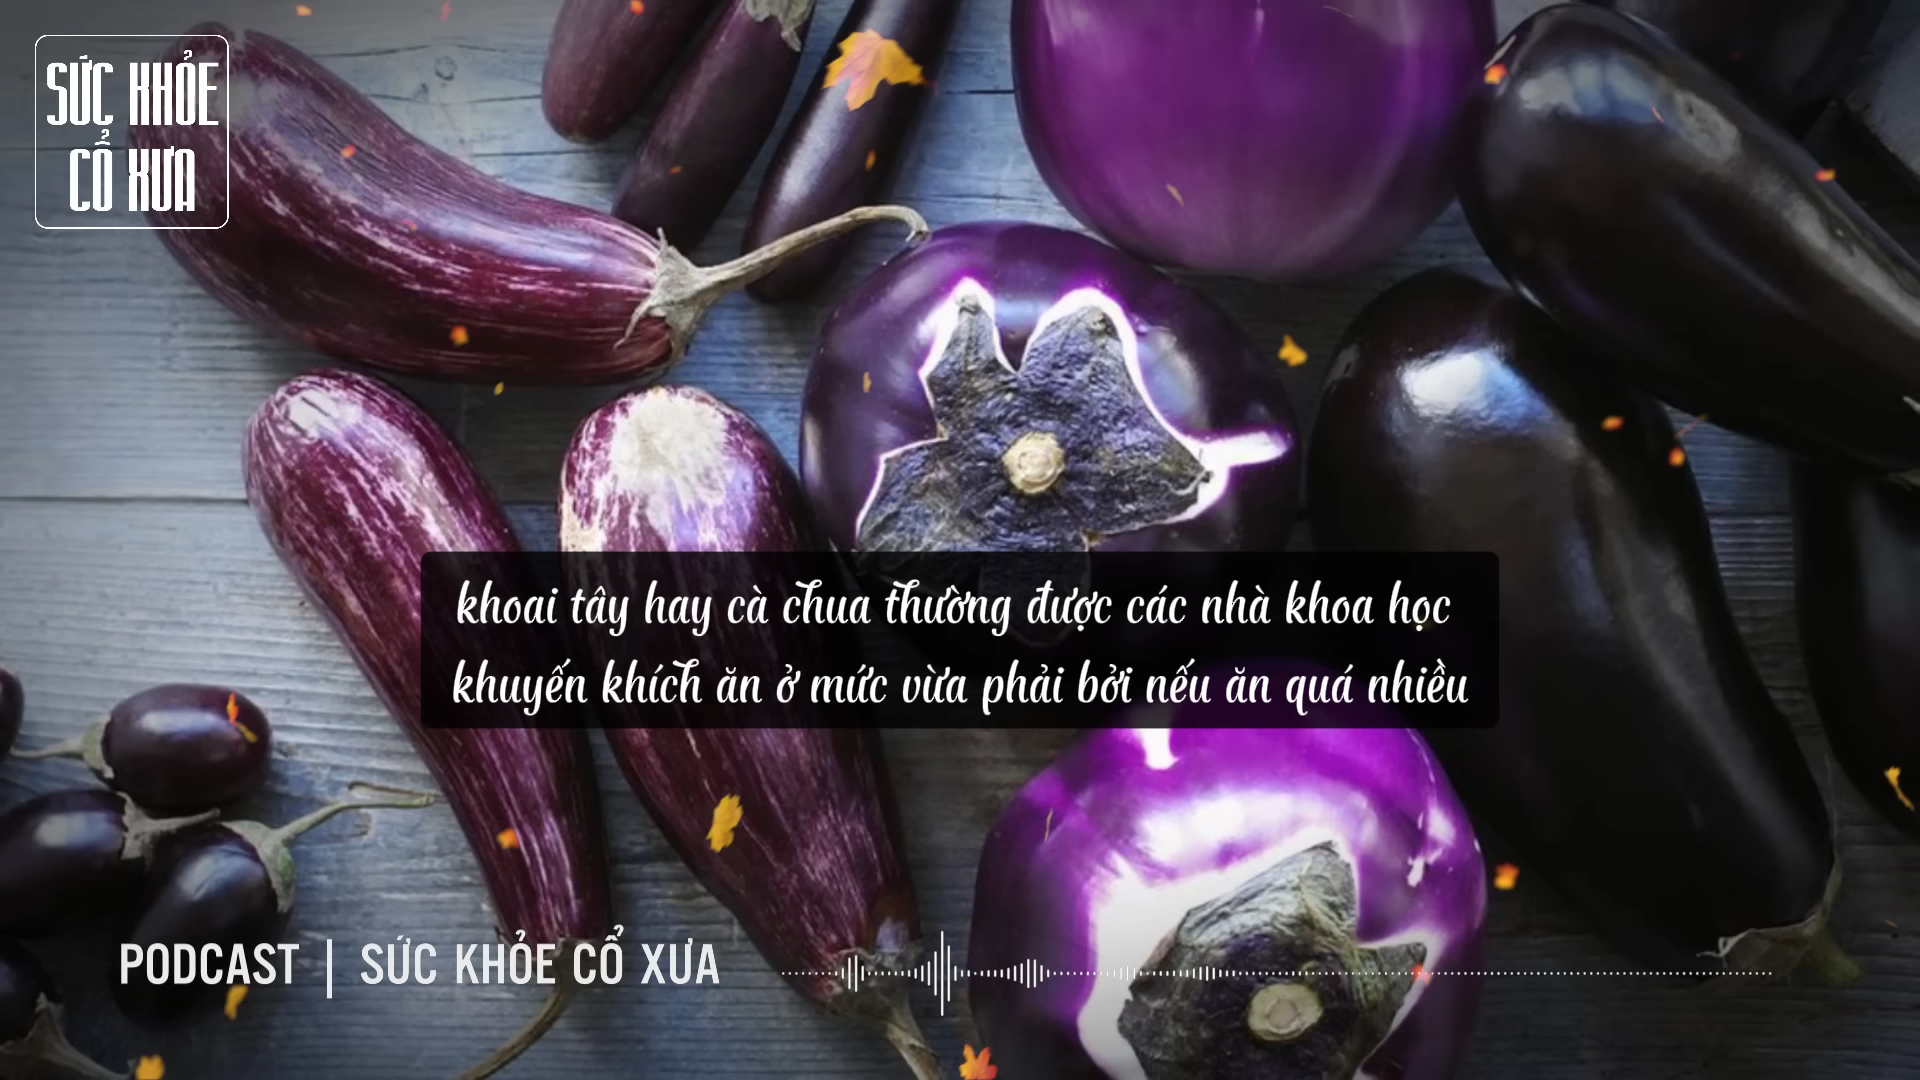 SỨC KHỎE
CỔ XƯA
khoai tây hay cà chua thường được các nhà khoa học
khuyến khích ăn ở mức vừa phải bởi nếu ăn quá nhiều
PODCAST | SỨC KHỎE CỔ XƯA